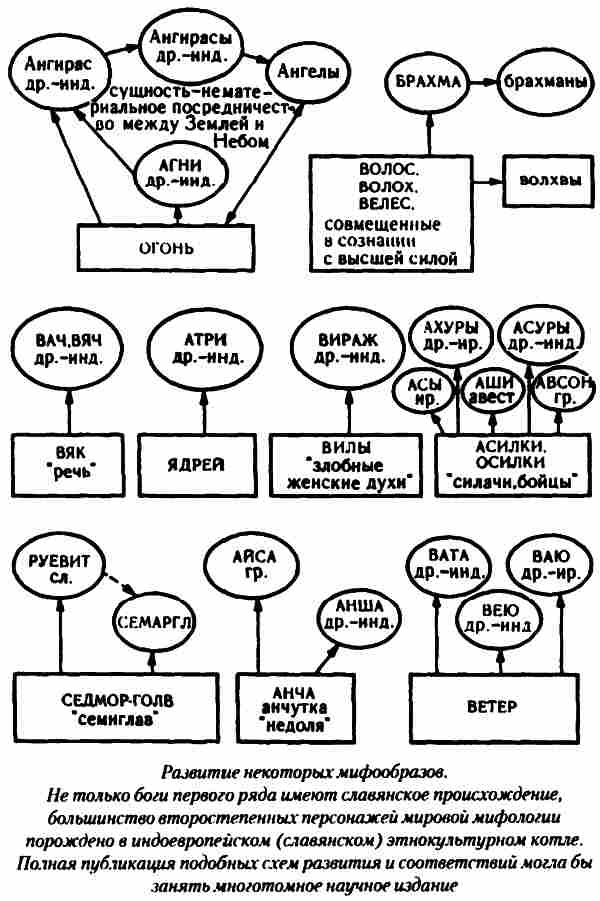 Ангирас
др.-инд.
Ангирасы
др.-инд.
Ангелы
сущность-немате-
риальное посредничест-
во между Землей и
Небом
АГНИ
др.-инд.
ОГОНЬ
БРАХМА
брахманы
ВОЛОС,
ВОЛОХ,
ВЕЛЕС,
совмещенные
в сознании
с высшей силой
волхвы
ВАЧ,ВЯЧ
др.-инд.
ВЯК
"речь"
АТРИ
др.-инд.
ЯДРЕЙ
ВИРАЖ
др.-инд.
ВИЛЫ
"злобные
женские духи"
АХУРЫ
др.-ир.
АСУРЫ
др.-инд.
АСЫ
ир.
АШИ
авест
АВСОН
гр.
АСИЛКИ,
ОСИЛКИ
"силачи,бойцы"
РУЕВИТ
сл.
СЕМАРГЛ
СЕДМОР-ГОЛВ
"семиглав"
АЙСА
гр.
АНША
др.-инд.
АНЧА
анчутка
"недоля"
ВАТА
др.-инд.
ВЕЮ
др.-инд
ВАЮ
др.-ир.
ВЕТЕР
Развитие некоторых мифообразов.
Не только боги первого ряда имеют славянское происхождение,
большинство второстепенных персонажей мировой мифологии
порождено в индоевропейском (славянском) этнокультурном котле.
Полная публикация подобных схем развития и соответствий могла бы
занять многотомное научное издание